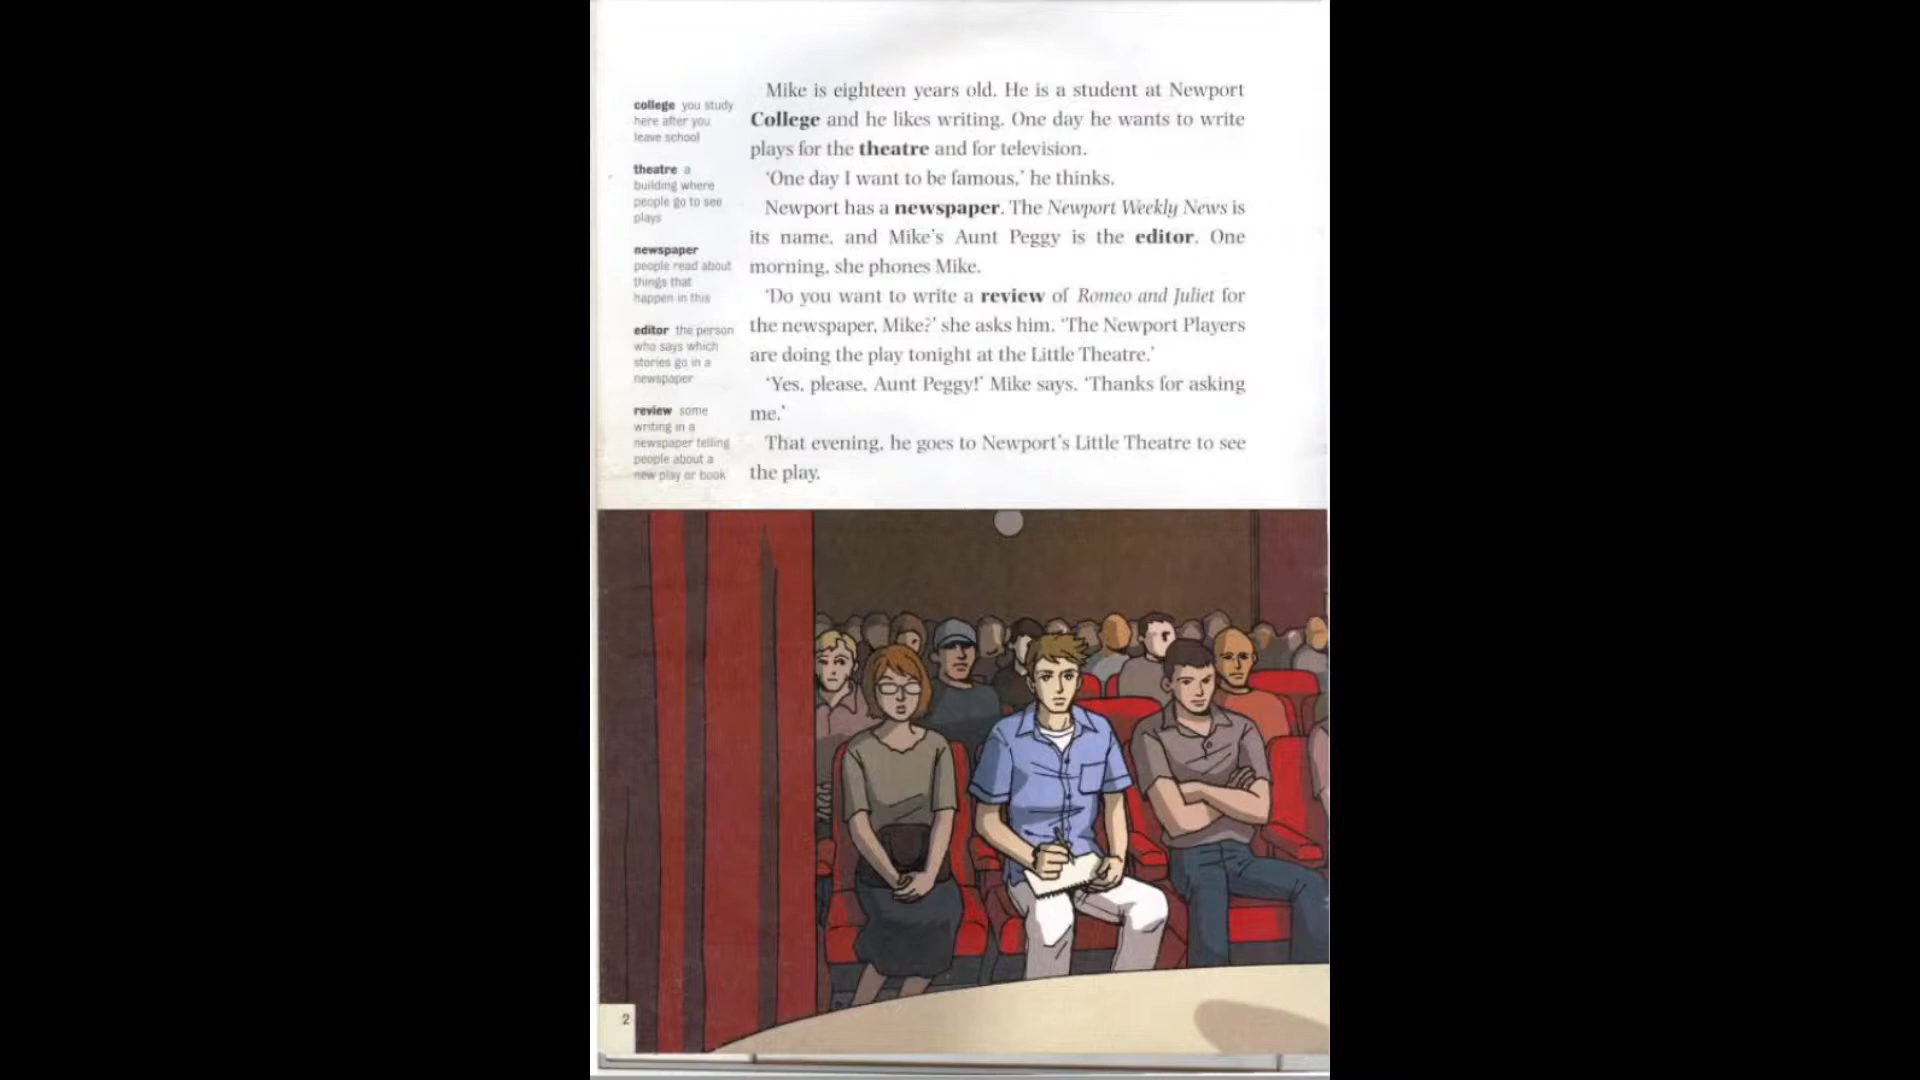 college you study
here after you
leave school
theatre a
building where
people go to see
plays
newspaper
people read about
things that
happen in this
editor the person
who says which
stories go in a
newspaper
review some
writing in a
newspaper telling
people about a
new play or book
Mike is eighteen years old. He is a student at Newport
College and he likes writing. One day he wants to write
plays for the theatre and for television.
‘One day I want to be famous,’ he thinks.
Newport has a newspaper. The Newport Weekly News is
its name, and Mike’s Aunt Peggy is the editor. One
morning, she phones Mike.
‘Do you want to write a review of Romeo and Juliet for
the newspaper, Mike?’ she asks him. ‘The Newport Players
are doing the play tonight at the Little Theatre.’
‘Yes, please, Aunt Peggy!’ Mike says. ‘Thanks for asking
me.’
That evening, he goes to Newport’s Little Theatre to see
the play.
2